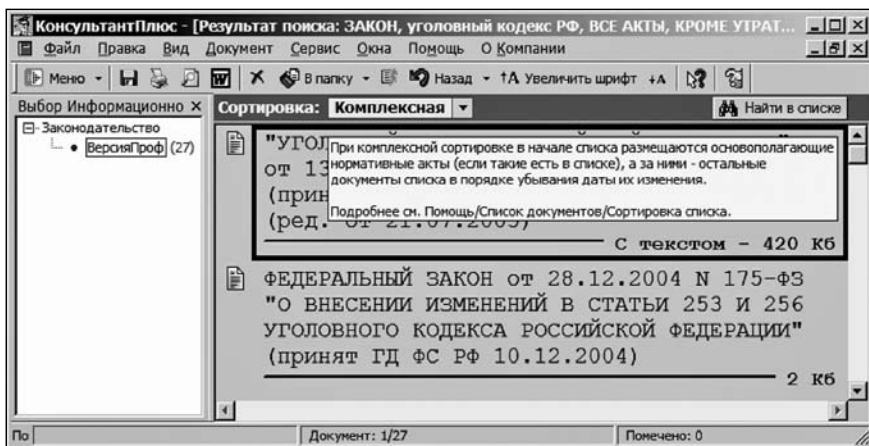 КонсультантПлюс - [Результат поиска: ЗАКОН, уголовный кодекс РФ, ВСЕ АКТЫ, КРОМЕ УТРАТ...
Файл Правка Вид Документ Сервис Окна Помощь О Компании
Меню В папку Назад Увеличить шрифт
Выбор Информационно
Сортировка: Комплексная Найти в списке
Законодательство
ВерсияПроф (27)
"УГОЛ
от 13
(прин
(ред. от 21.07.2005)
При комплексной сортировке в начале списка размещаются основополагающие
нормативные акты (если такие есть в списке), а за ними - остальные
документы списка в порядке убывания даты их изменения.
Подробнее см. Помощь/Список документов/Сортировка списка.
С текстом - 420 Кб
ФЕДЕРАЛЬНЫЙ ЗАКОН от 28.12.2004 N 175-ФЗ
"О ВНЕСЕНИИ ИЗМЕНЕНИЙ В СТАТЬИ 253 И 256
УГОЛОВНОГО КОДЕКСА РОССИЙСКОЙ ФЕДЕРАЦИИ"
(принят ГД ФС РФ 10.12.2004)
2 Кб
По Документ: 1/27 Помечено: 0